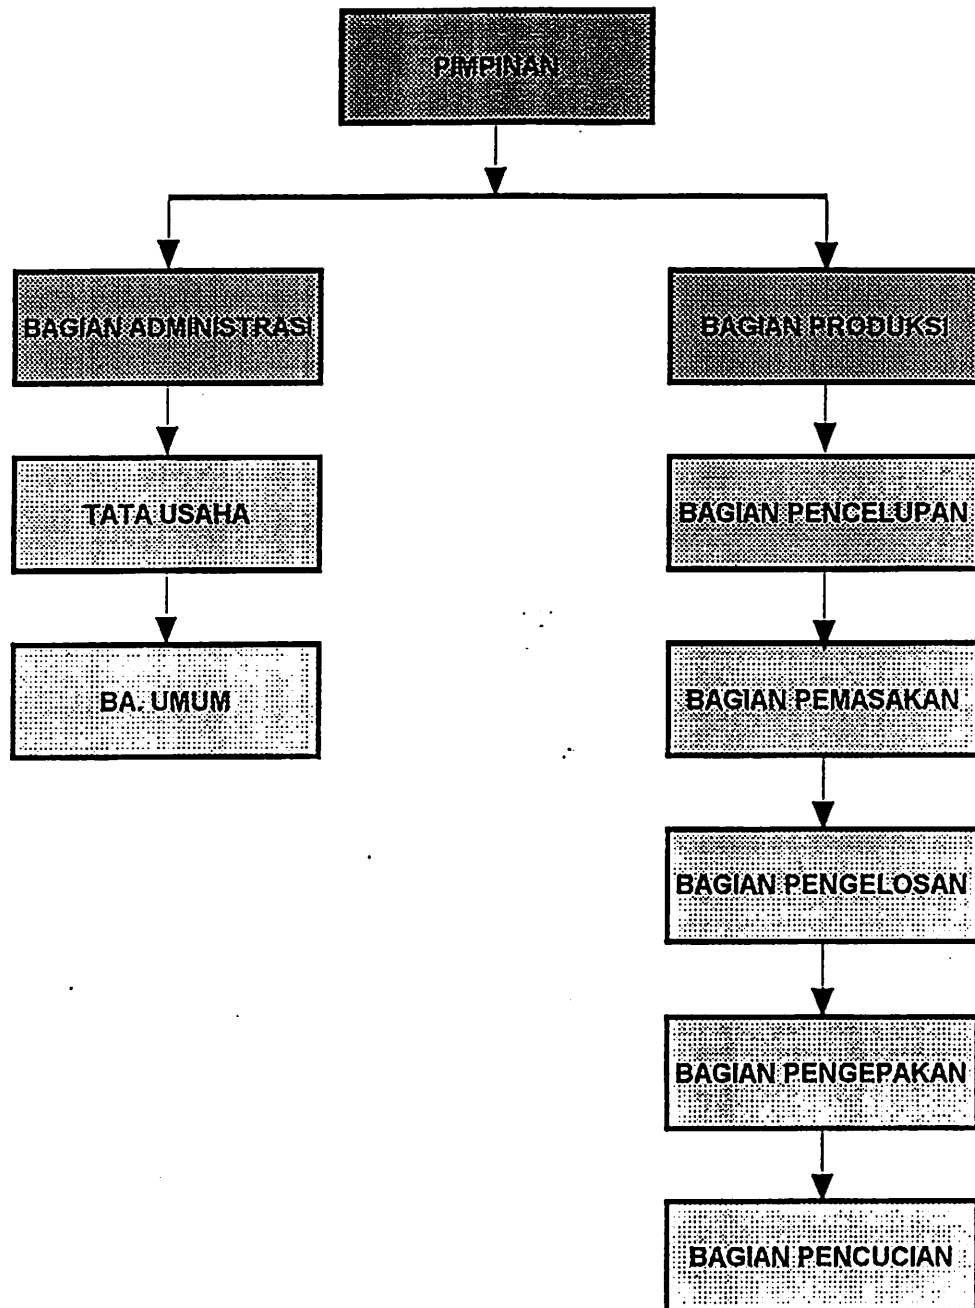 PIMPINAN
BAGIAN ADMINISTRASI
BAGIAN PRODUKSI
TATA USAHA
BAGIAN PENCELUPAN
BA. UMUM
BAGIAN PEMASAKAN
BAGIAN PENGELOSAN
BAGIAN PENGEPAKAN
BAGIAN PENCUCIAN